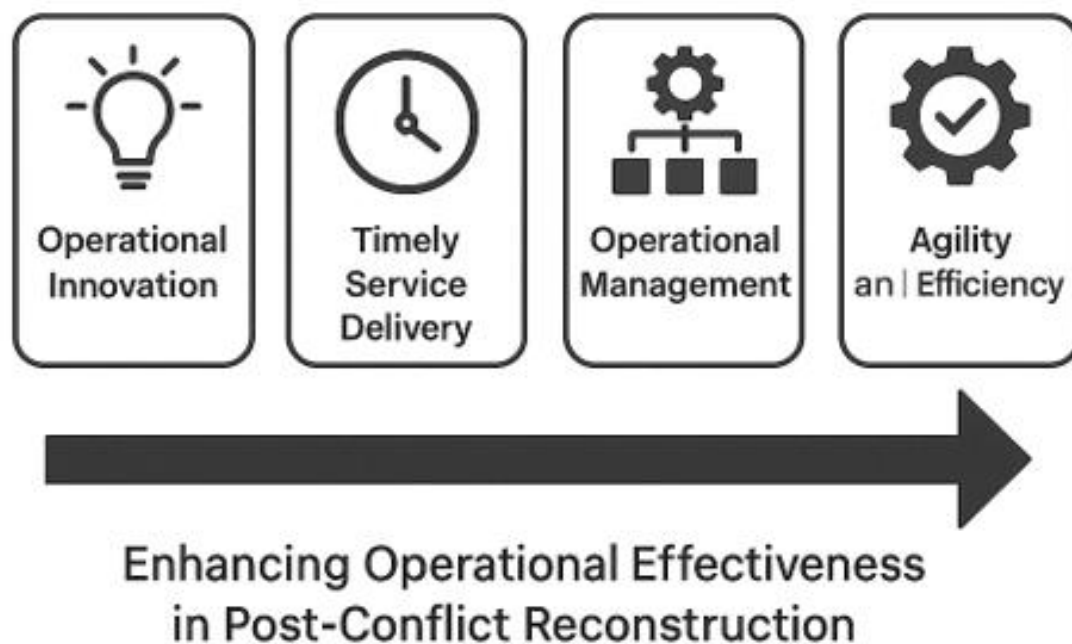 Operational
Innovation
Timely
Service
Delivery
Operational
Management
Agility
an| Efficiency
Enhancing Operational Effectiveness
in Post-Conflict Reconstruction